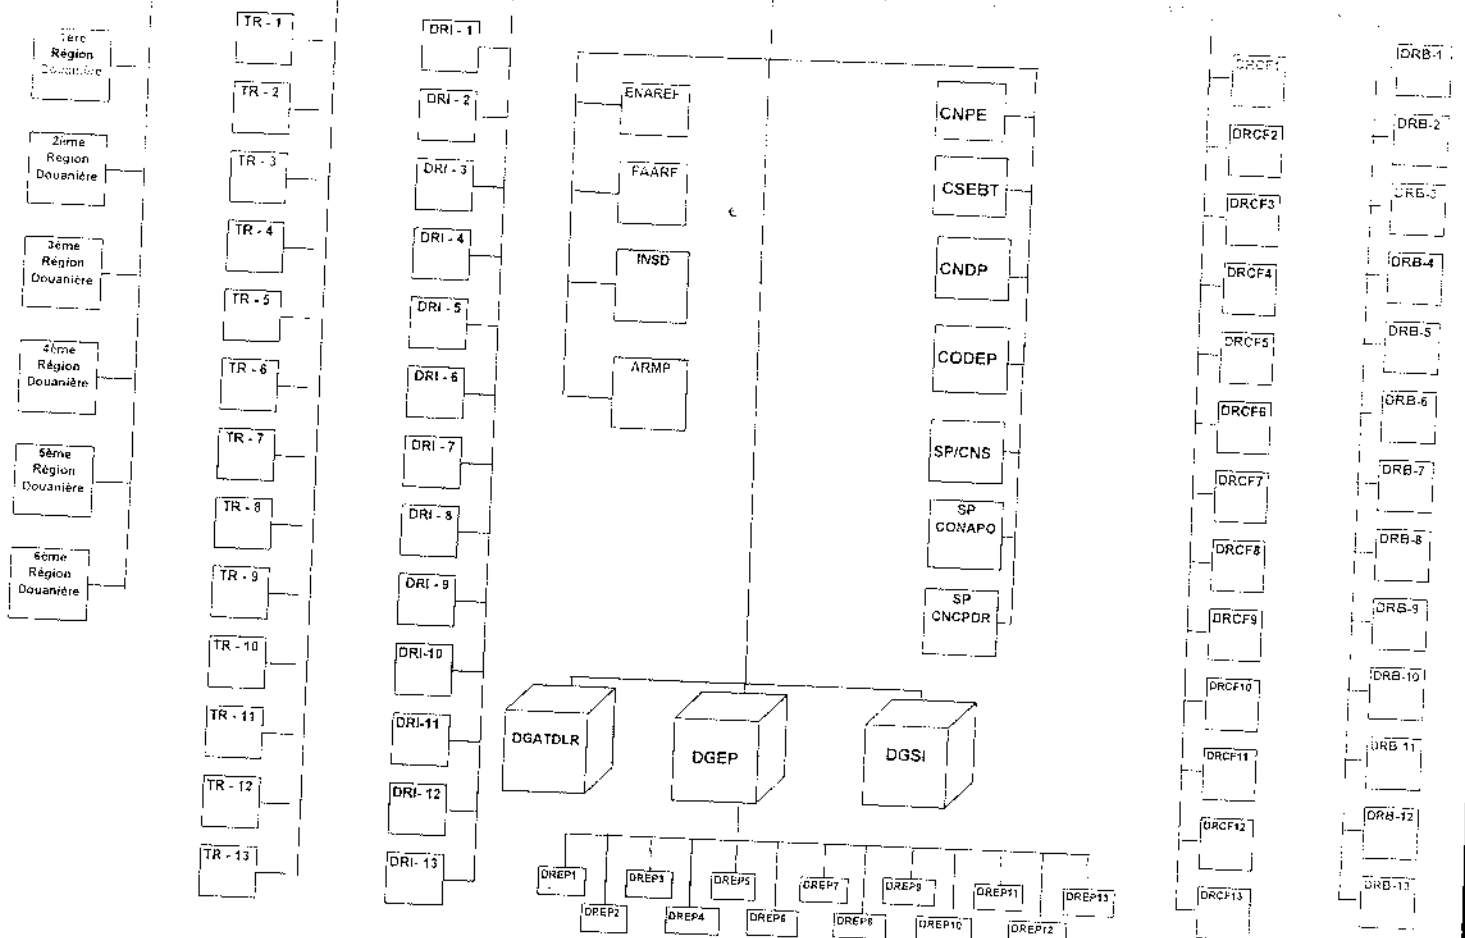 1ère
Région
Douanière
2ième
Région
Douanière
3ème
Région
Douanière
4ème
Région
Douanière
5ème
Région
Douanière
6ème
Région
Douanière
TR - 1
TR - 2
TR - 3
TR - 4
TR - 5
TR - 6
TR - 7
TR - 8
TR - 9
TR - 10
TR - 11
TR - 12
TR - 13
DRI - 1
DRI - 2
DRI - 3
DRI - 4
DRI - 5
DRI - 6
DRI - 7
DRI - 8
DRI - 9
DRI-10
DRI-11
DRI- 12
DRI- 13
ENAREF
FAARF
INSD
ARMP
CNPE
CSEBT
CNDP
CODEP
SP/CNS
SP
CONAPO
SP
CNCPDR
DGATDLR
DGEP
DGSI
DREP1
DREP2
DREP3
DREP4
DREP5
DREP6
DREP7
DREP8
DREP9
DREP10
DREP11
DREP12
DREP13
DRCF1
DRCF2
DRCF3
DRCF4
DRCF5
DRCF6
DRCF7
DRCF8
DRCF9
DRCF10
DRCF11
DRCF12
DRCF13
DRB-1
DRB-2
DRB-3
DRB-4
DRB-5
DRB-6
DRB-7
DRB-8
DRB-9
DRB-10
DRB-11
DRB-12
DRB-13